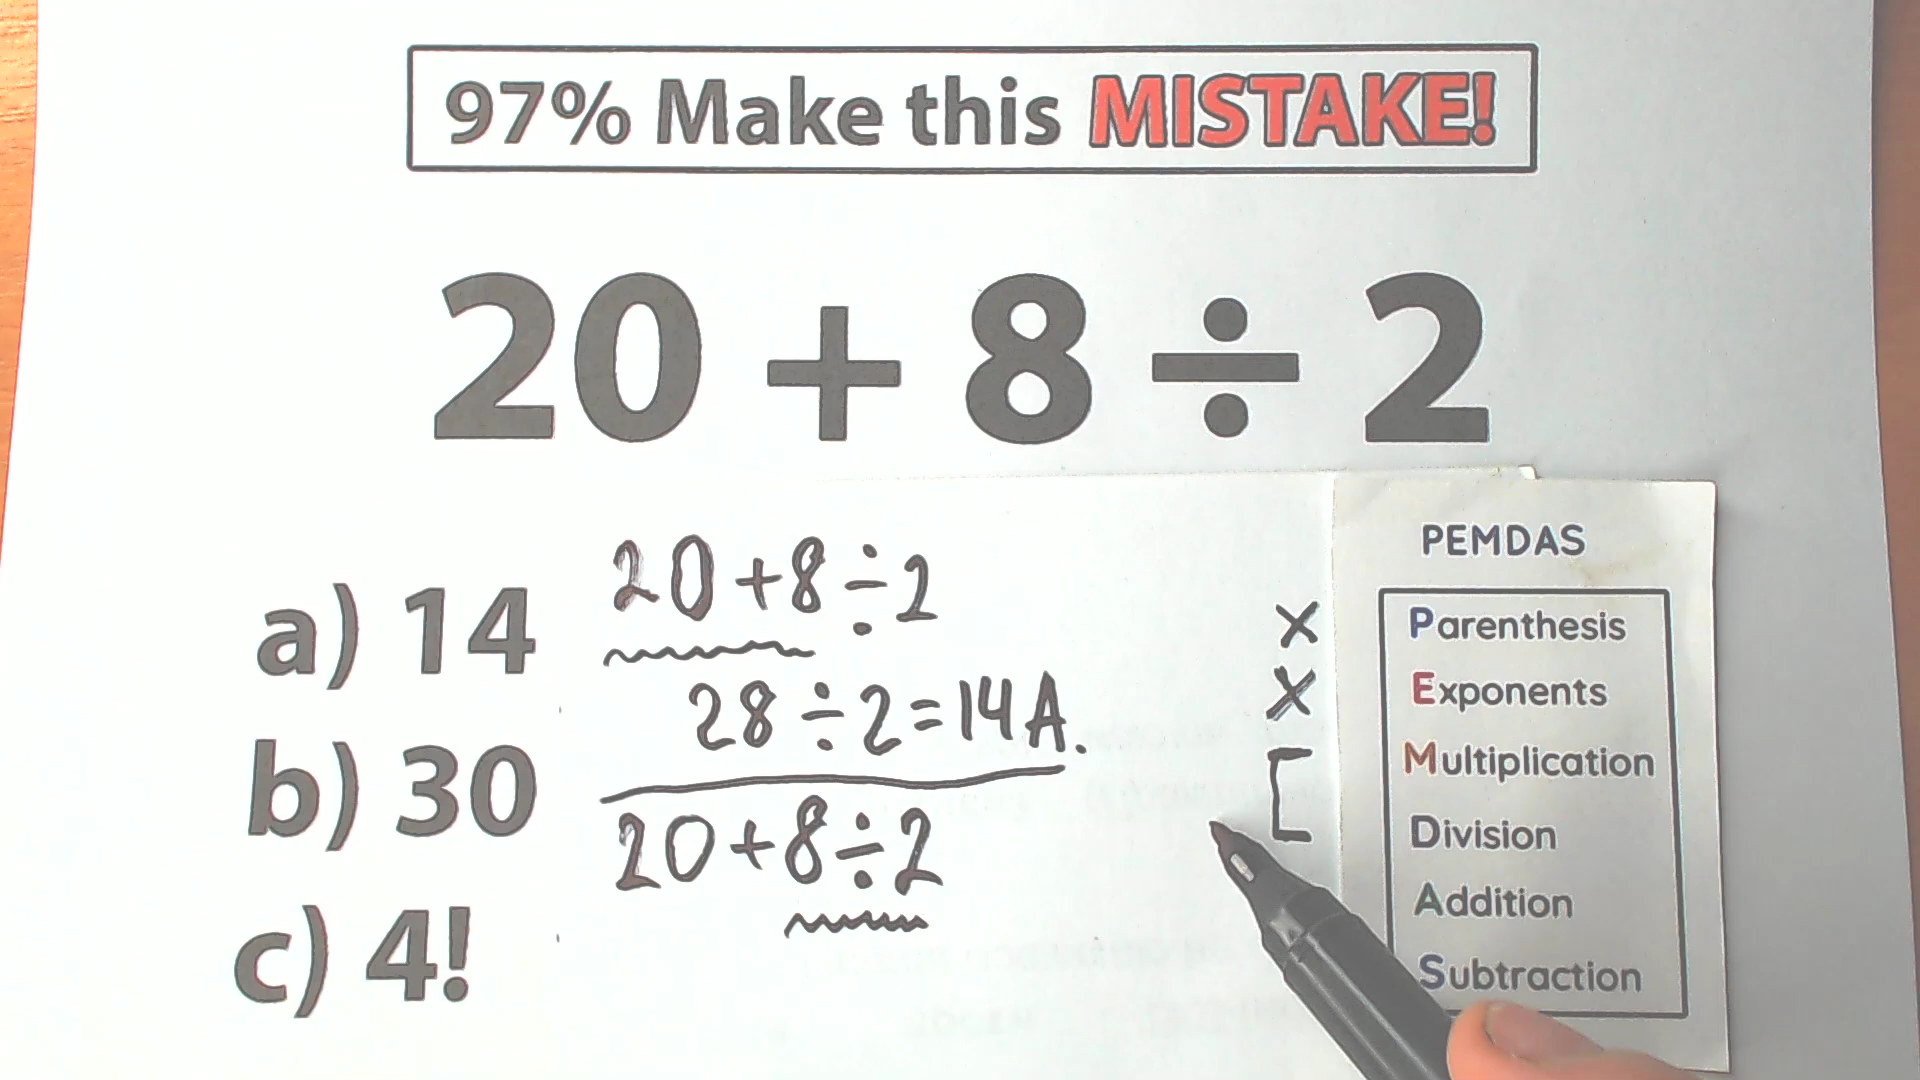 97% Make this MISTAKE!
20 + 8 ÷ 2
a) 14
b) 30
c) 4!
20+8÷2
28÷2=14A.
20+8÷2
PEMDAS
× Parenthesis
× Exponents
[ Multiplication
Division
Addition
Subtraction